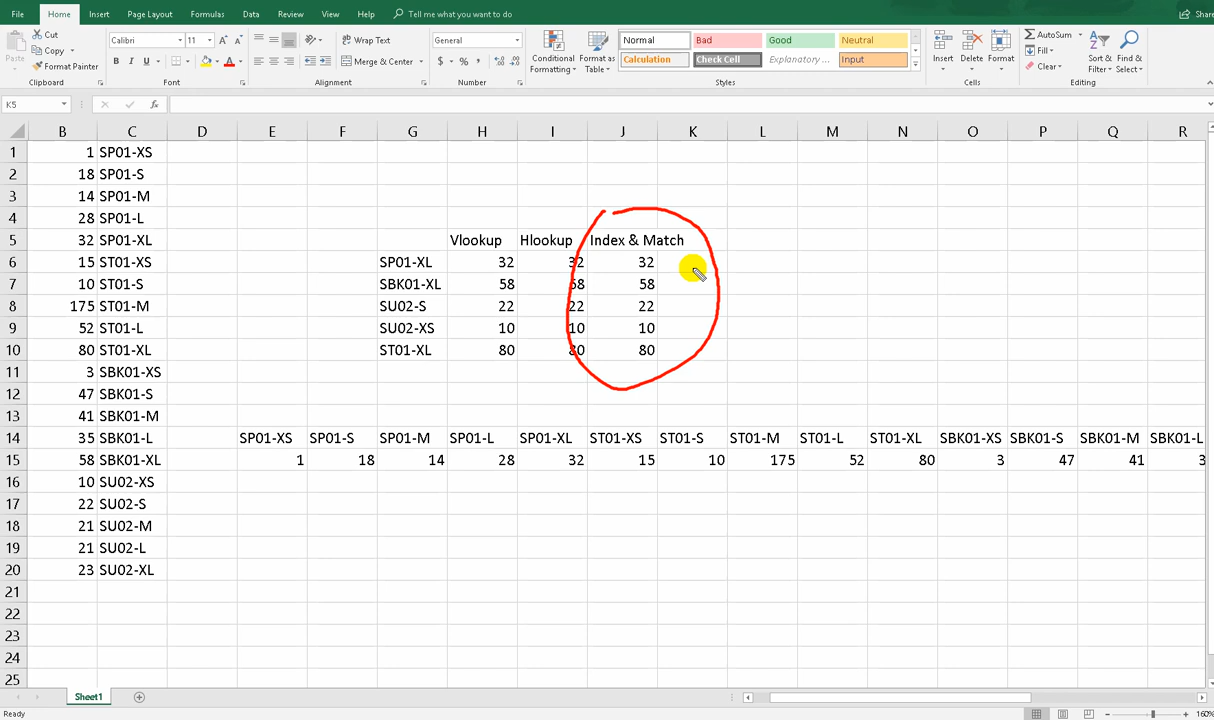 File Home Insert Page Layout Formulas Data Review View Help Tell me what you want to do Share
Cut
Copy
Format Painter
Paste
Clipboard
Calibri 11
B I U
Font
Wrap Text
Merge & Center
Alignment
General
$ % ,
Number
Conditional Formatting
Format as Table
Normal Bad Good Neutral
Calculation Check Cell Explanatory ... Input
Styles
Insert Delete Format
Cells
AutoSum
Fill
Clear
Sort & Filter
Find & Select
Editing
K5 fx
B C D E F G H I J K L M N O P Q R
1 1 SP01-XS
2 18 SP01-S
3 14 SP01-M
4 28 SP01-L
5 32 SP01-XL Vlookup Hlookup Index & Match
6 15 ST01-XS SP01-XL 32 32 32
7 10 ST01-S SBK01-XL 58 58 58
8 175 ST01-M SU02-S 22 22 22
9 52 ST01-L SU02-XS 10 10 10
10 80 ST01-XL ST01-XL 80 80 80
11 3 SBK01-XS
12 47 SBK01-S
13 41 SBK01-M
14 35 SBK01-L SP01-XS SP01-S SP01-M SP01-L SP01-XL ST01-XS ST01-S ST01-M ST01-L ST01-XL SBK01-XS SBK01-S SBK01-M SBK01-L
15 58 SBK01-XL 1 18 14 28 32 15 10 175 52 80 3 47 41 3
16 10 SU02-XS
17 22 SU02-S
18 21 SU02-M
19 21 SU02-L
20 23 SU02-XL
21
22
23
24
25
Sheet1
Ready 160%